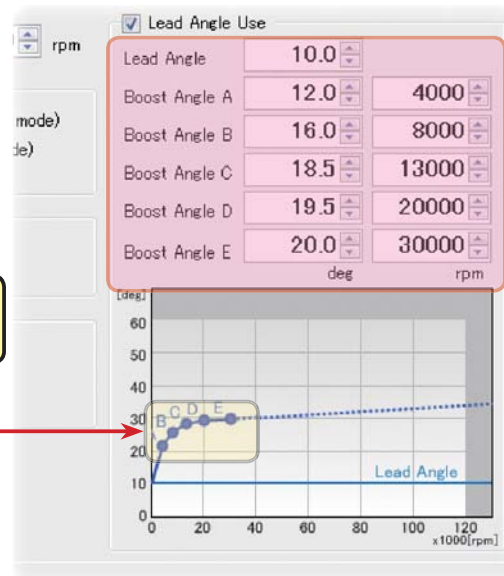 Lead Angle Use
rpm
Lead Angle 10.0
mode)
Boost Angle A 12.0 4000
de)
Boost Angle B 16.0 8000
Boost Angle C 18.5 13000
Boost Angle D 19.5 20000
Boost Angle E 20.0 30000
deg rpm
[deg]
60
50
40
30
20
10
0
B C D E
Lead Angle
0 20 40 60 80 100 120
x1000[rpm]